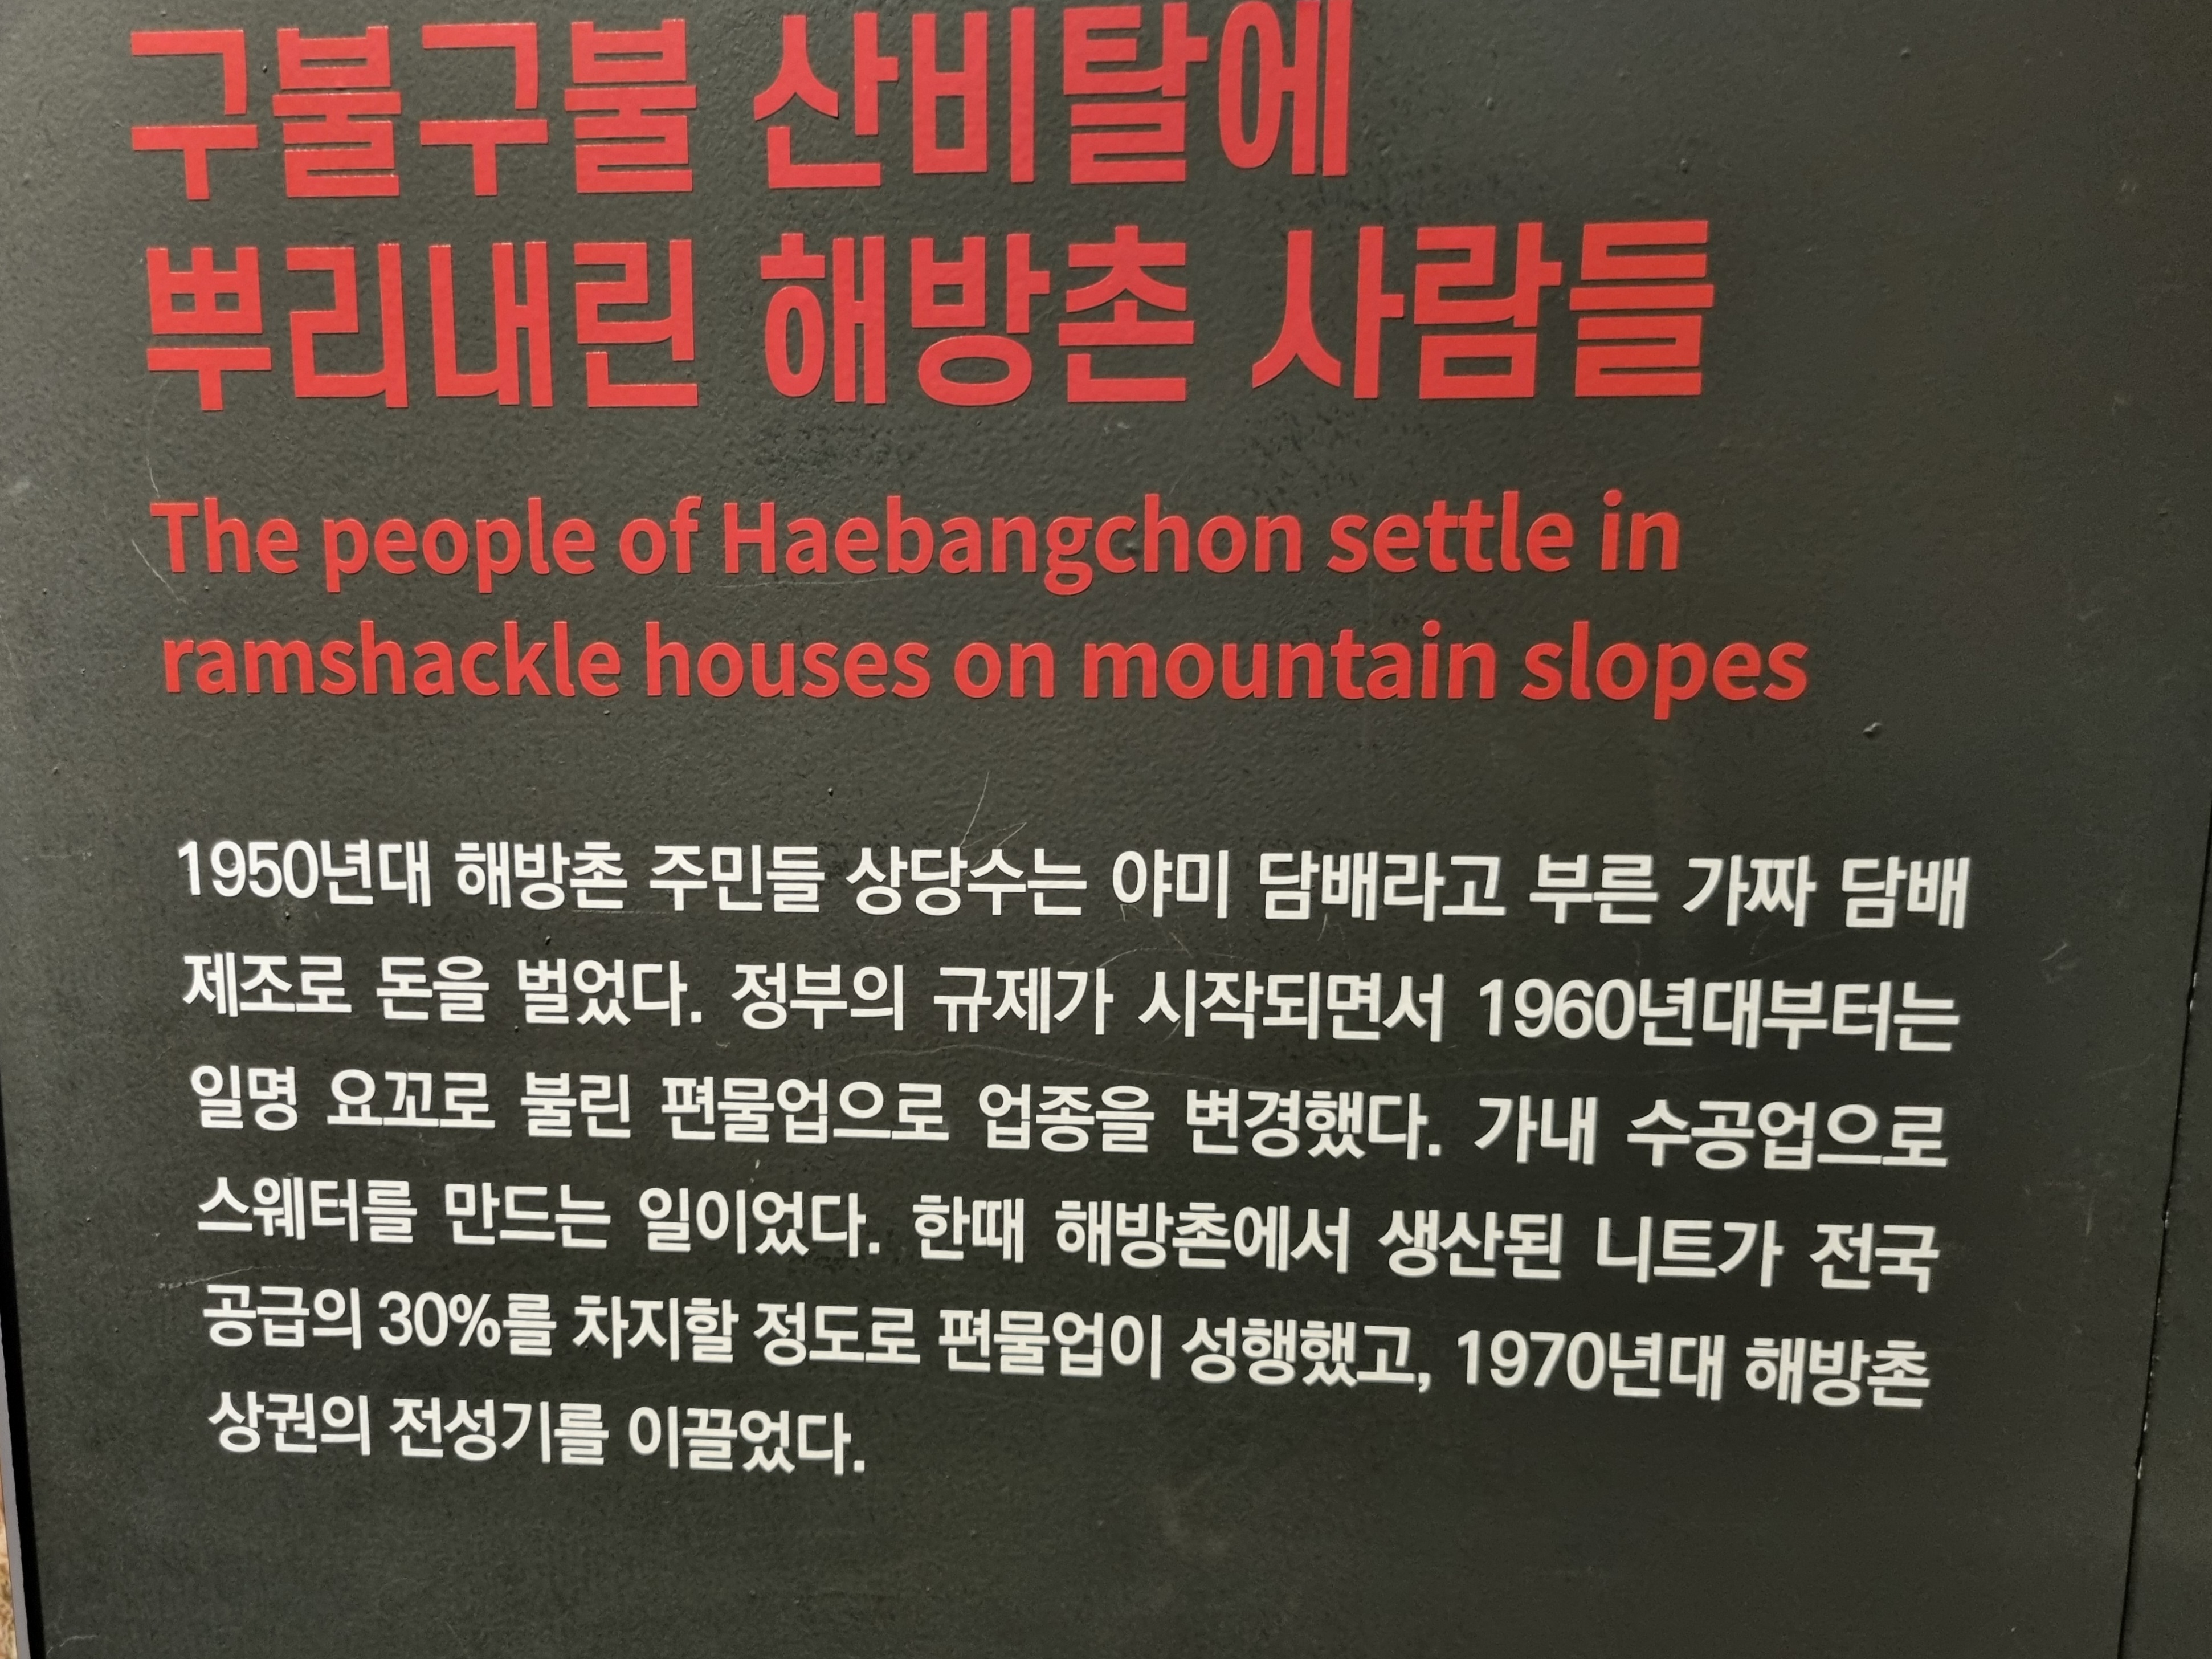 구불구불 산비탈에
뿌리내린 해방촌 사람들
The people of Haebangchon settle in
ramshackle houses on mountain slopes
1950년대 해방촌 주민들 상당수는 야미 담배라고 부른 가짜 담배
제조로 돈을 벌었다. 정부의 규제가 시작되면서 1960년대부터는
일명 요꼬로 불린 편물업으로 업종을 변경했다. 가내 수공업으로
스웨터를 만드는 일이었다. 한때 해방촌에서 생산된 니트가 전국
공급의 30%를 차지할 정도로 편물업이 성행했고, 1970년대 해방촌
상권의 전성기를 이끌었다.